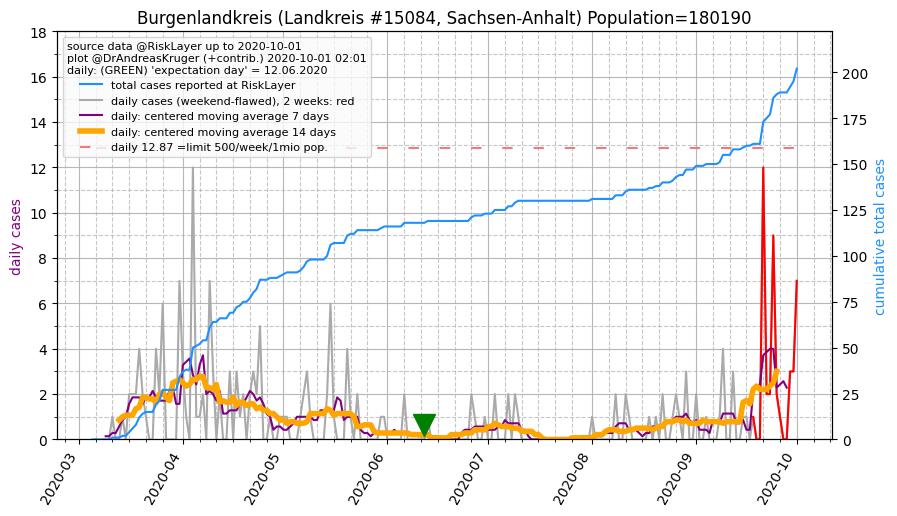 Burgenlandkreis (Landkreis #15084, Sachsen-Anhalt) Population=180190
source data @RiskLayer up to 2020-10-01
plot @DrAndreasKruger (+contrib.) 2020-10-01 02:01
daily: (GREEN) 'expectation day' = 12.06.2020
total cases reported at RiskLayer
daily cases (weekend-flawed), 2 weeks: red
daily: centered moving average 7 days
daily: centered moving average 14 days
daily 12.87 =limit 500/week/1mio pop.
daily cases
18
16
14
12
10
8
6
4
2
0
cumulative total cases
200
175
150
125
100
75
50
25
0
2020-03
2020-04
2020-05
2020-06
2020-07
2020-08
2020-09
2020-10